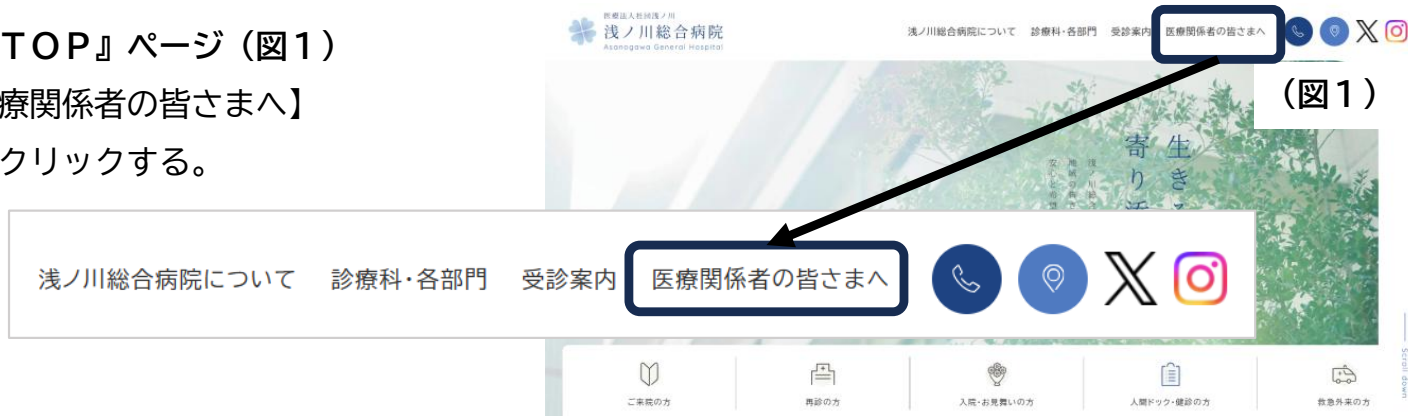 TOP』ページ（図１）
療関係者の皆さまへ】
クリックする。
医療法人社団浅ノ川
浅ノ川総合病院
Asanogawa General Hospital
浅ノ川総合病院について 診療科・各部門 受診案内 医療関係者の皆さまへ
（図１）
生き
寄り
浅ノ川総合病院について 診療科・各部門 受診案内 医療関係者の皆さまへ
Scroll down
ご来院の方 再診の方 入院・お見舞いの方 人間ドック・健診の方 救急外来の方